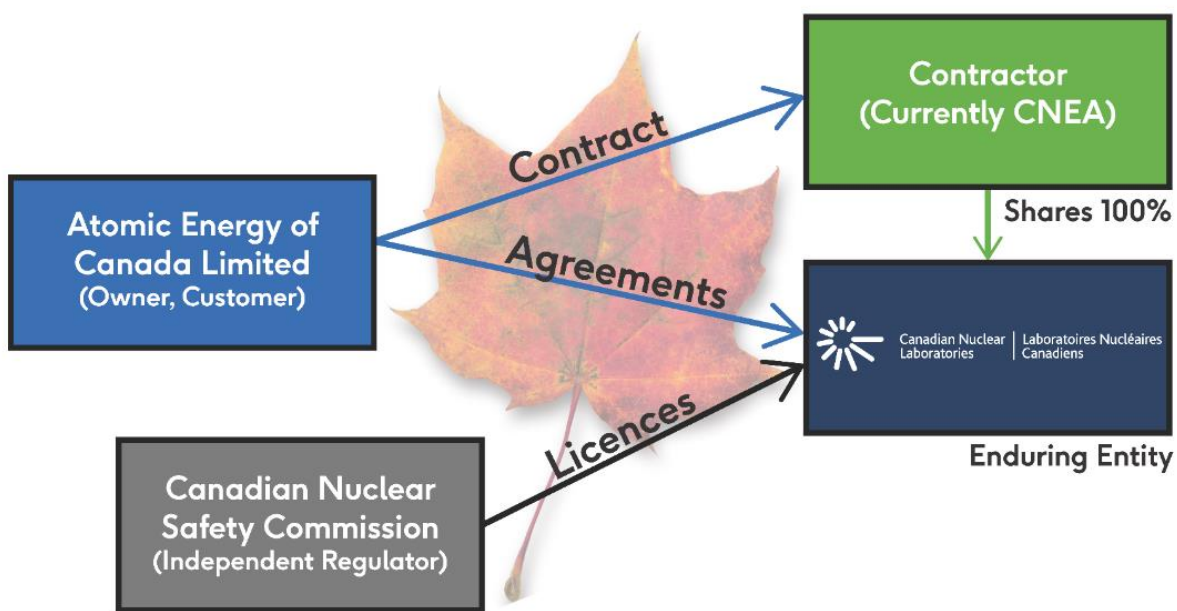 Contractor
(Currently CNEA)
Contract
Shares 100%
Atomic Energy of
Canada Limited
(Owner, Customer)
Agreements
Canadian Nuclear
Laboratories
Laboratoires Nucléaires
Canadiens
Licences
Enduring Entity
Canadian Nuclear
Safety Commission
(Independent Regulator)